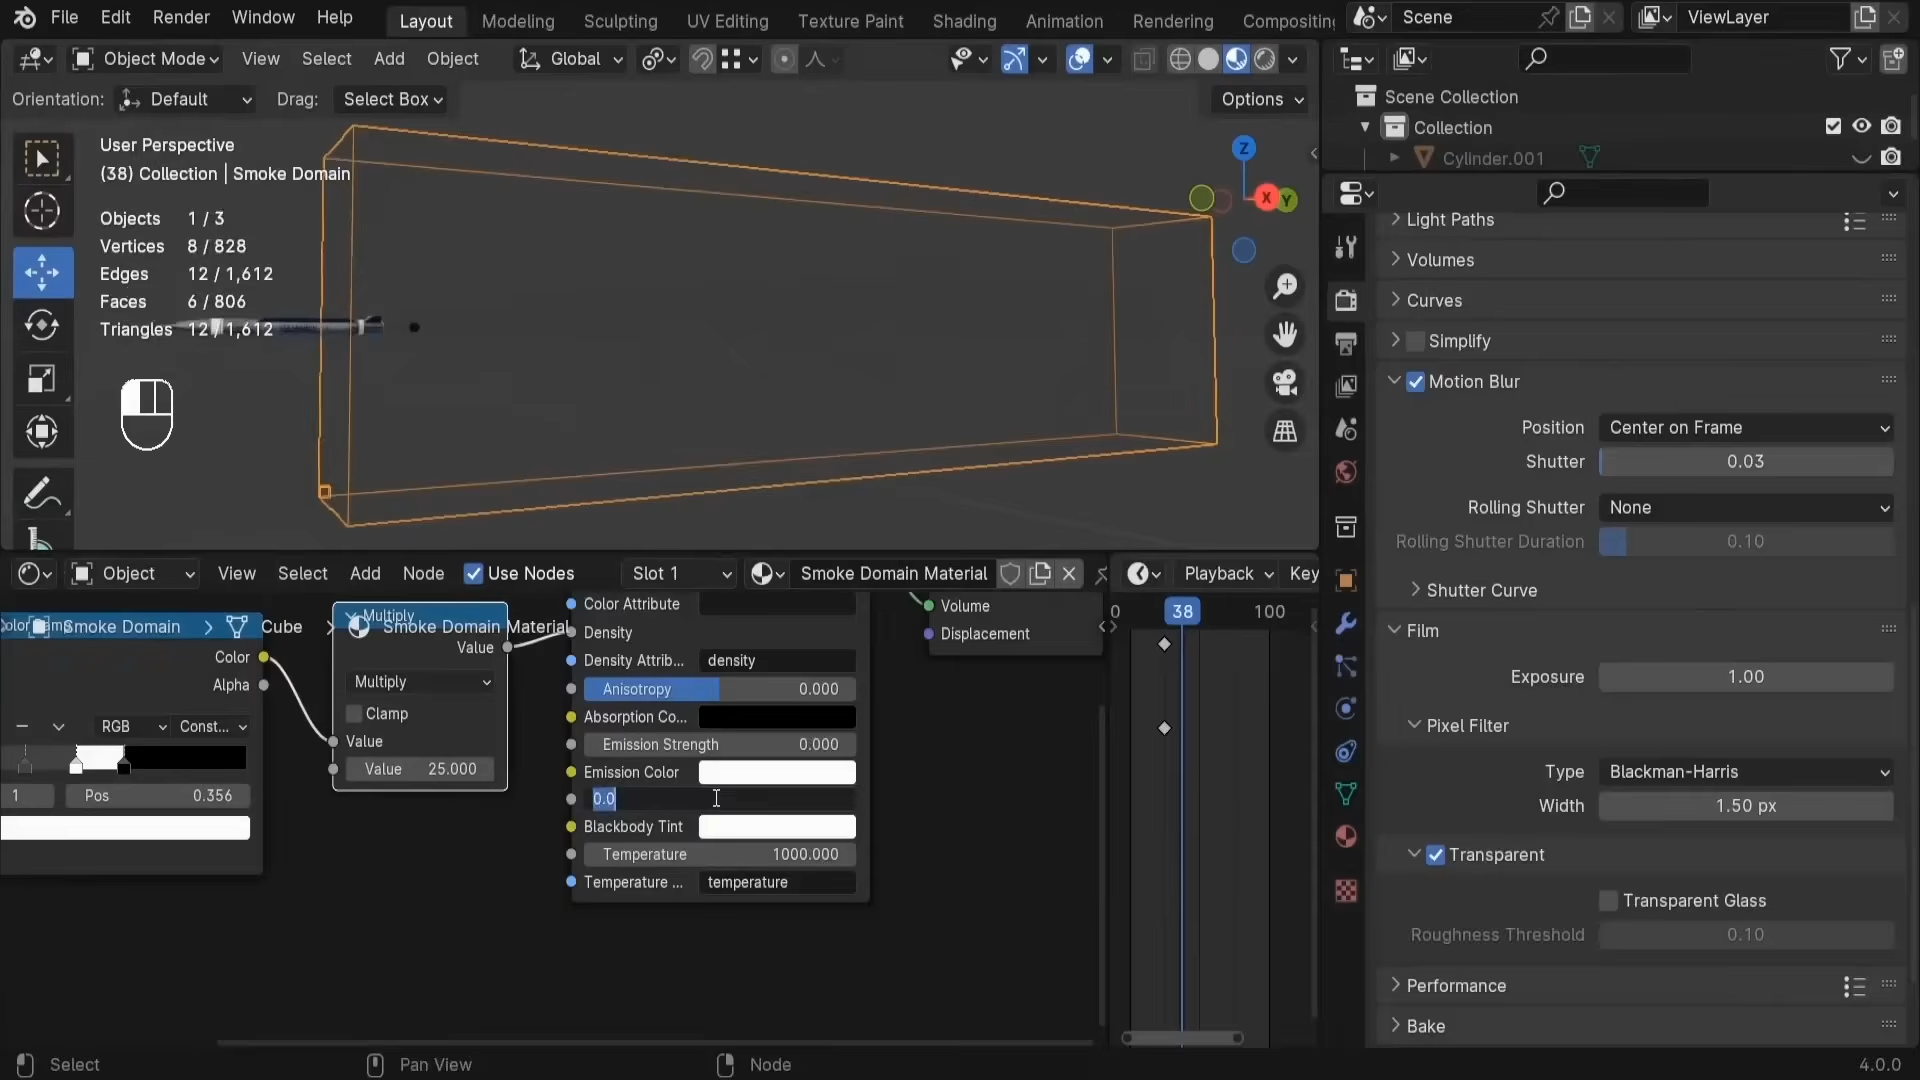 File Edit Render Window Help Layout Modeling Sculpting UV Editing Texture Paint Shading Animation Rendering Compositing Scene ViewLayer
Object Mode View Select Add Object Global
Orientation: Default Drag: Select Box Options
Scene Collection
Collection
Cylinder.001
User Perspective
(38) Collection | Smoke Domain
Objects 1 / 3
Vertices 8 / 828
Edges 12 / 1,612
Faces 6 / 806
Triangles 12 / 1,612
Z
X
Y
Light Paths
Volumes
Curves
Simplify
Motion Blur
Position Center on Frame
Shutter 0.03
Rolling Shutter None
Rolling Shutter Duration 0.10
Shutter Curve
Film
Exposure 1.00
Pixel Filter
Type Blackman-Harris
Width 1.50 px
Transparent
Transparent Glass
Roughness Threshold 0.10
Performance
Bake
Object View Select Add Node Use Nodes Slot 1 Smoke Domain Material Playback Key
Smoke Domain Cube Smoke Domain Material
Color
Alpha
RGB Const...
1 Pos 0.356
Multiply
Value
Multiply
Clamp
Value
Value 25.000
Color Attribute
Density
Density Attrib... density
Anisotropy 0.000
Absorption Co...
Emission Strength 0.000
Emission Color
0.0
Blackbody Tint
Temperature 1000.000
Temperature ... temperature
Volume
Displacement
0 38 100
Select Pan View Node 4.0.0